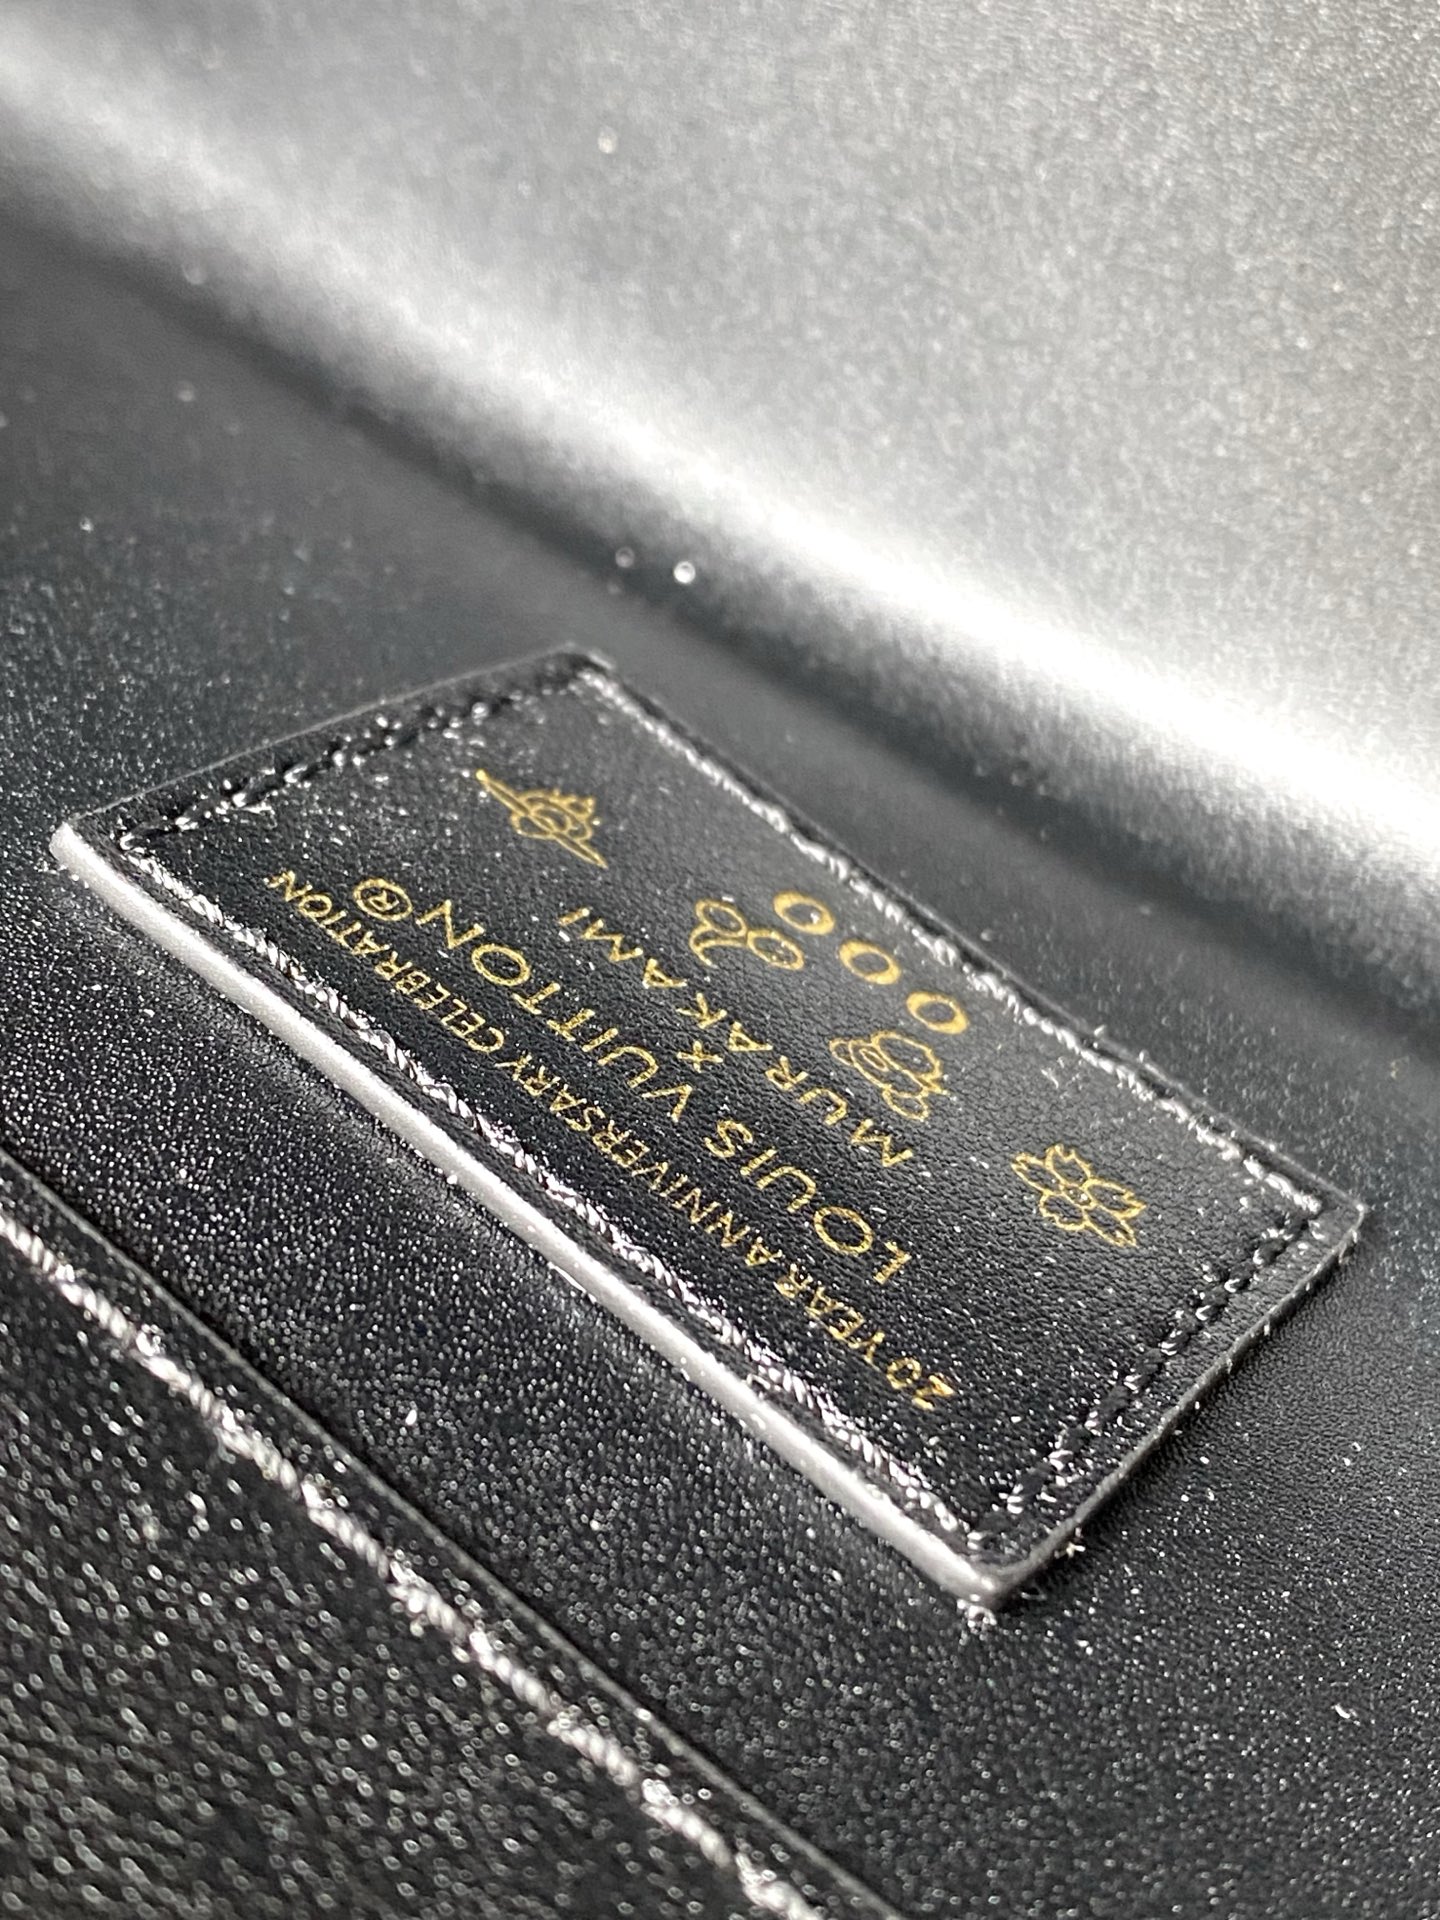 20 YEAR ANNIVERSARY CELEBRATION
LOUIS VUITTON®
X
MURAKAMI